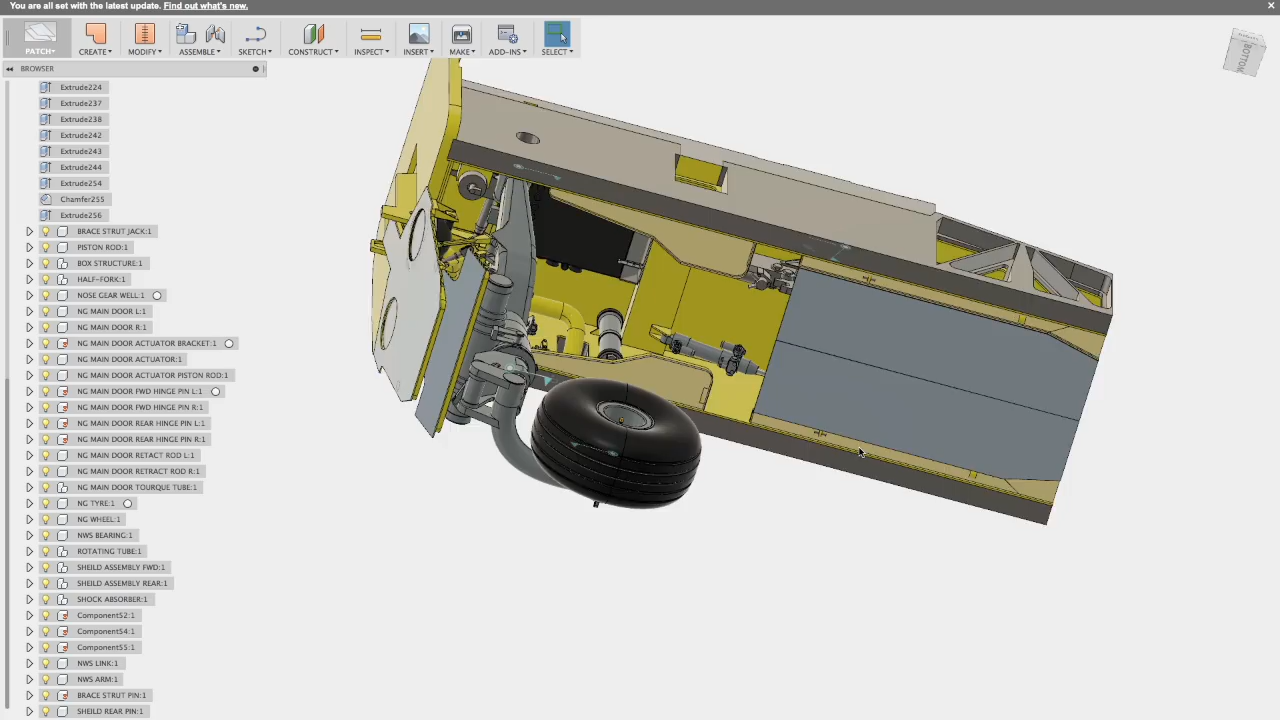 You are all set with the latest update. Find out what's new.
PATCH
CREATE
MODIFY
ASSEMBLE
SKETCH
CONSTRUCT
INSPECT
INSERT
MAKE
ADD-INS
SELECT
BROWSER
BOTTOM
Extrude224
Extrude237
Extrude238
Extrude242
Extrude243
Extrude244
Extrude254
Chamfer255
Extrude256
BRACE STRUT JACK:1
PISTON ROD:1
BOX STRUCTURE:1
HALF-FORK:1
NOSE GEAR WELL:1
NG MAIN DOOR L:1
NG MAIN DOOR R:1
NG MAIN DOOR ACTUATOR BRACKET:1
NG MAIN DOOR ACTUATOR:1
NG MAIN DOOR ACTUATOR PISTON ROD:1
NG MAIN DOOR FWD HINGE PIN L:1
NG MAIN DOOR FWD HINGE PIN R:1
NG MAIN DOOR REAR HINGE PIN L:1
NG MAIN DOOR REAR HINGE PIN R:1
NG MAIN DOOR RETACT ROD L:1
NG MAIN DOOR RETRACT ROD R:1
NG MAIN DOOR TOURQUE TUBE:1
NG TYRE:1
NG WHEEL:1
NWS BEARING:1
ROTATING TUBE:1
SHEILD ASSEMBLY FWD:1
SHEILD ASSEMBLY REAR:1
SHOCK ABSORBER:1
Component52:1
Component54:1
Component55:1
NWS LINK:1
NWS ARM:1
BRACE STRUT PIN:1
SHEILD REAR PIN:1